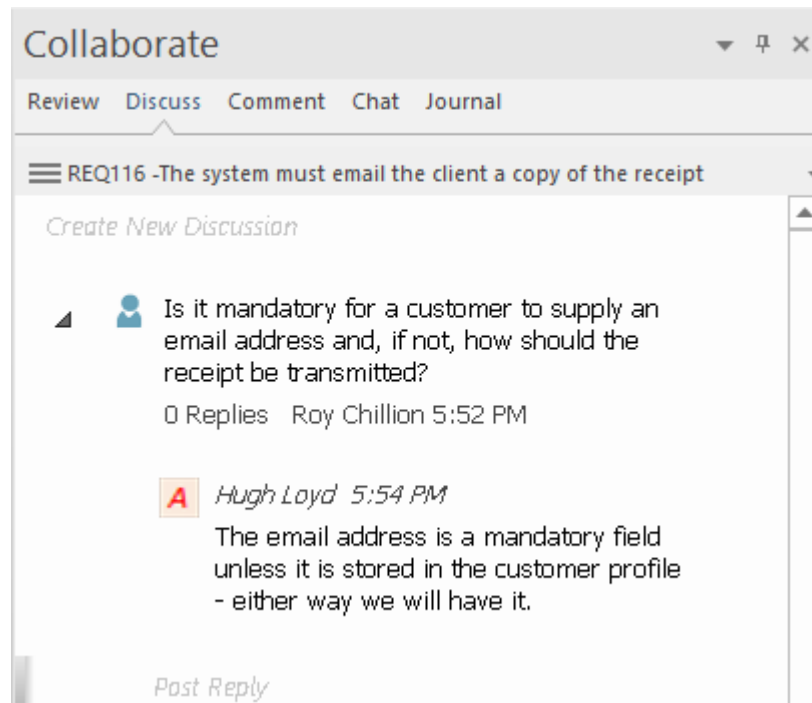 Collaborate
Review Discuss Comment Chat Journal
REQ116 -The system must email the client a copy of the receipt
Create New Discussion
Is it mandatory for a customer to supply an
email address and, if not, how should the
receipt be transmitted?
0 Replies Roy Chillion 5:52 PM
A Hugh Loyd 5:54 PM
The email address is a mandatory field
unless it is stored in the customer profile
- either way we will have it.
Post Reply